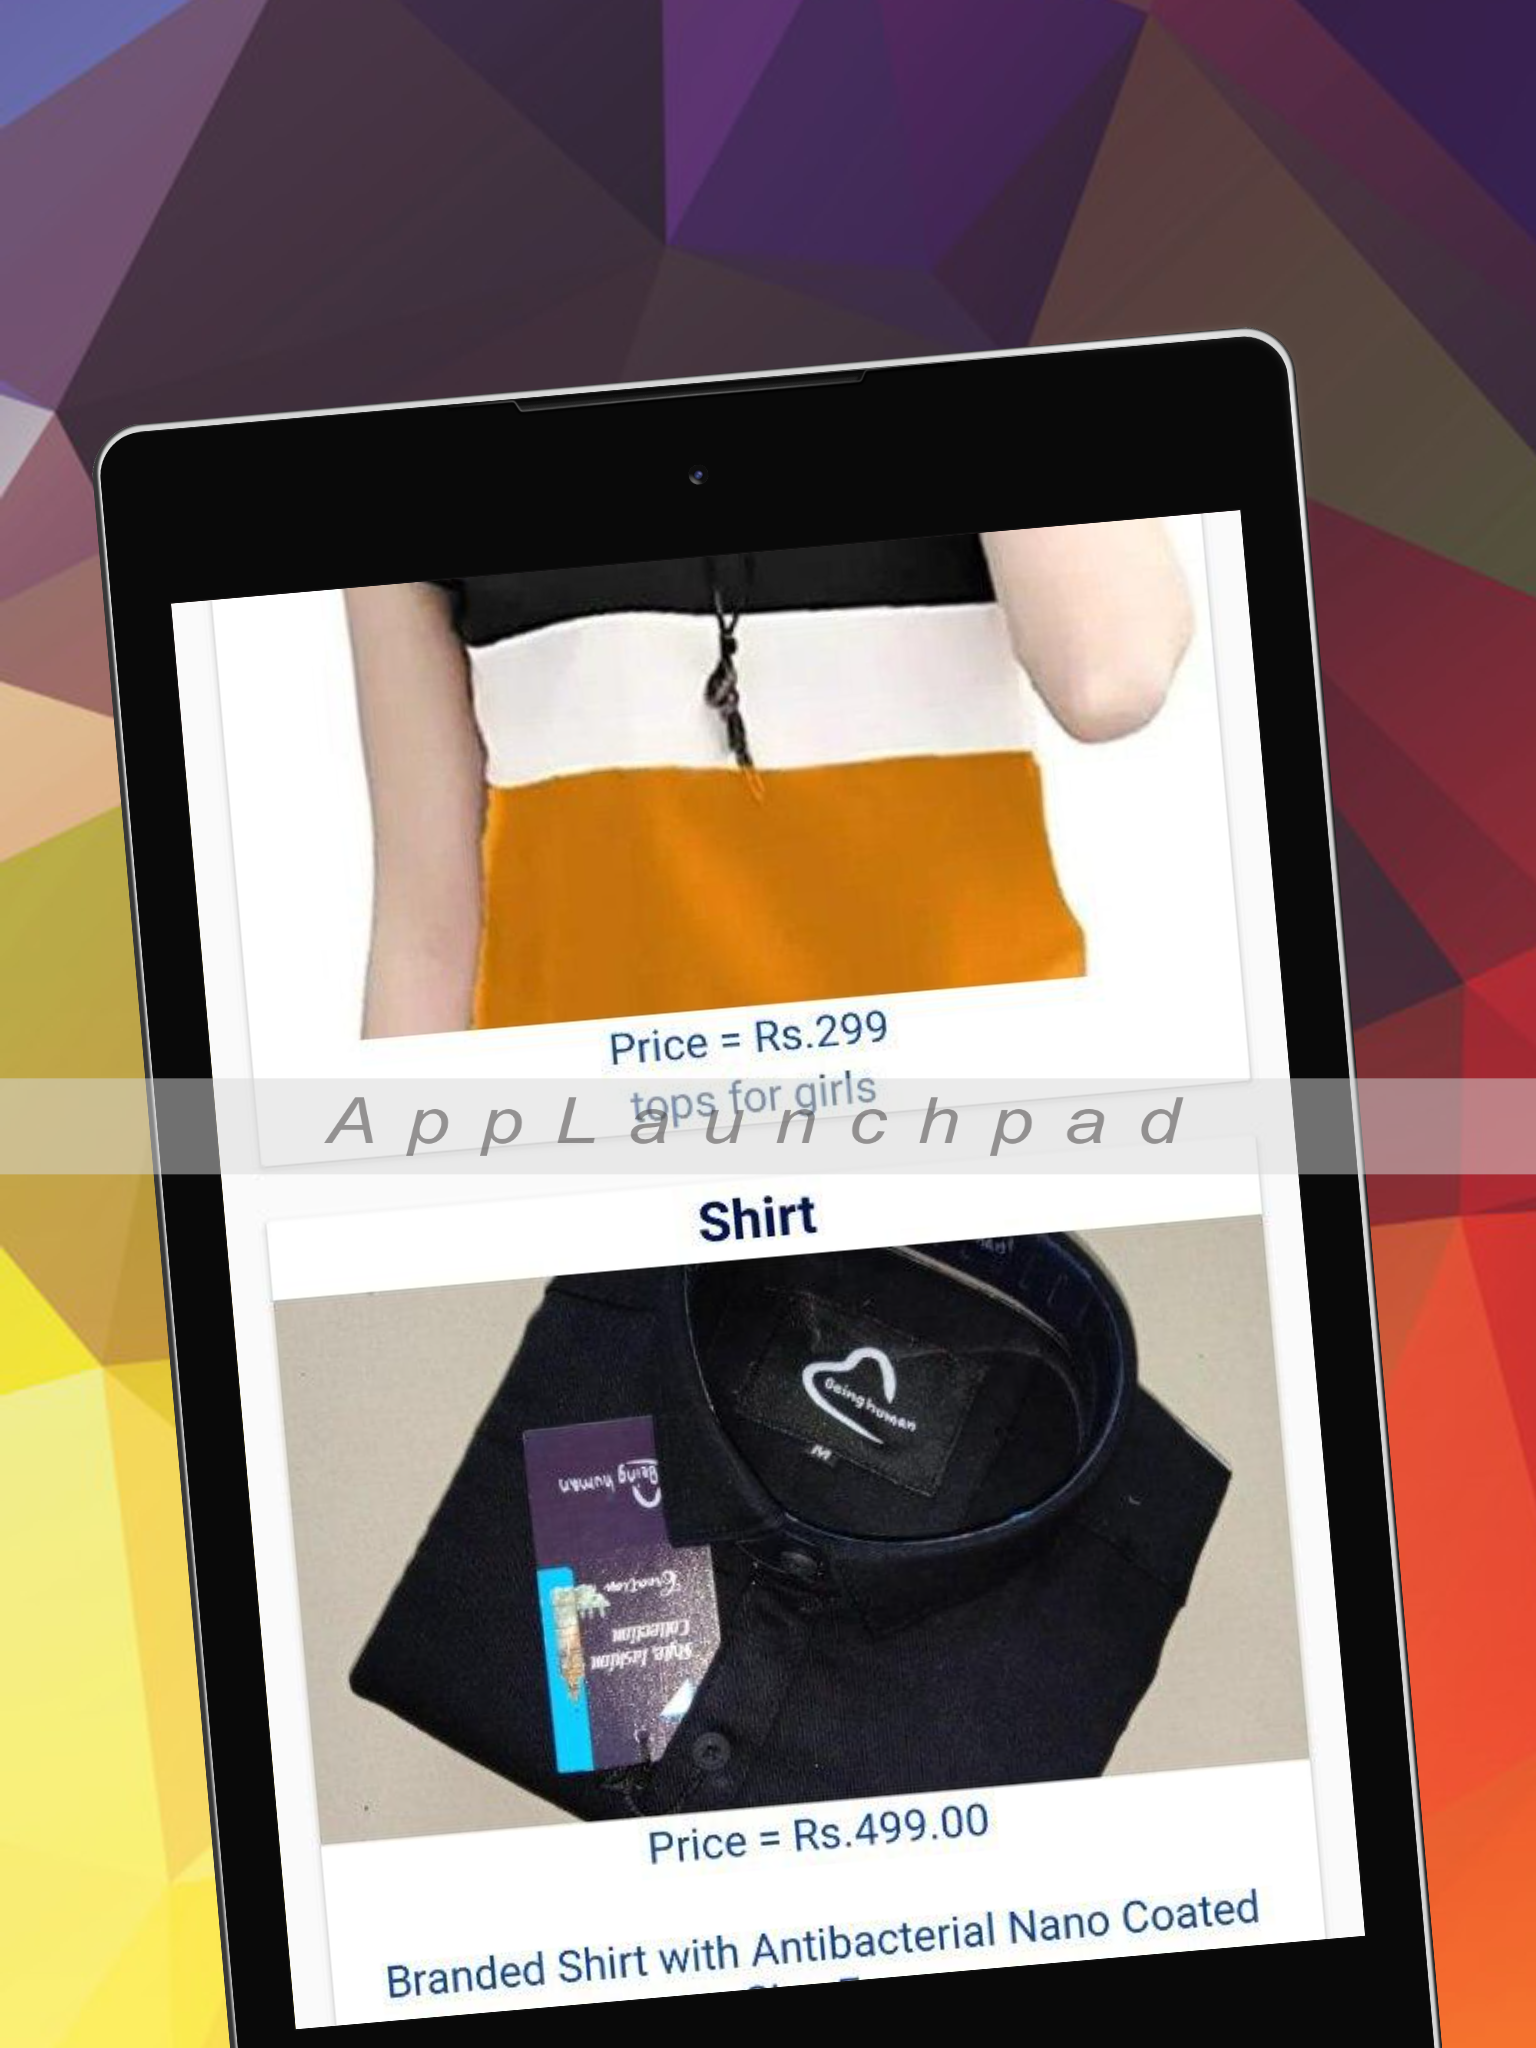 Price = Rs.299
tops for girls
AppLaunchpad
Shirt
Being human
M
Being human
Creation
Style, fashion
Collection
Price = Rs.499.00
Branded Shirt with Antibacterial Nano Coated